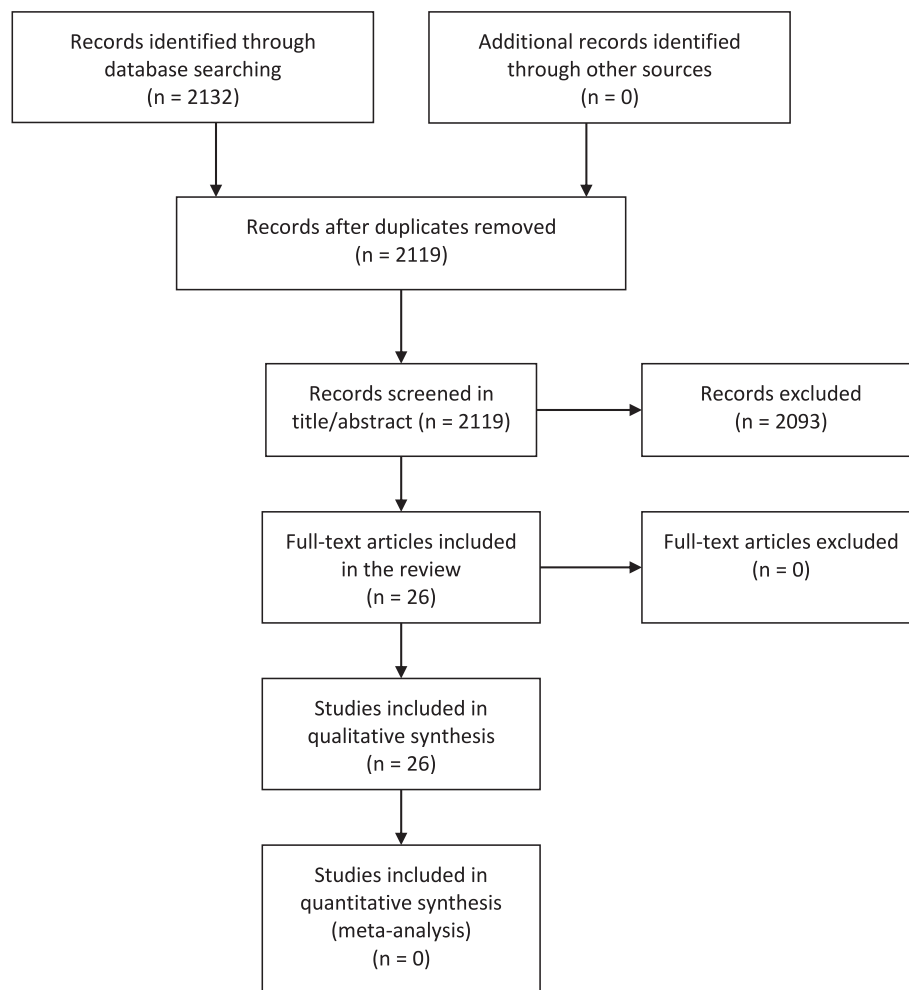 Records identified through
database searching
(n = 2132)
Additional records identified
through other sources
(n = 0)
Records after duplicates removed
(n = 2119)
Records screened in
title/abstract (n = 2119)
Records excluded
(n = 2093)
Full-text articles included
in the review
(n = 26)
Full-text articles excluded
(n = 0)
Studies included in
qualitative synthesis
(n = 26)
Studies included in
quantitative synthesis
(meta-analysis)
(n = 0)